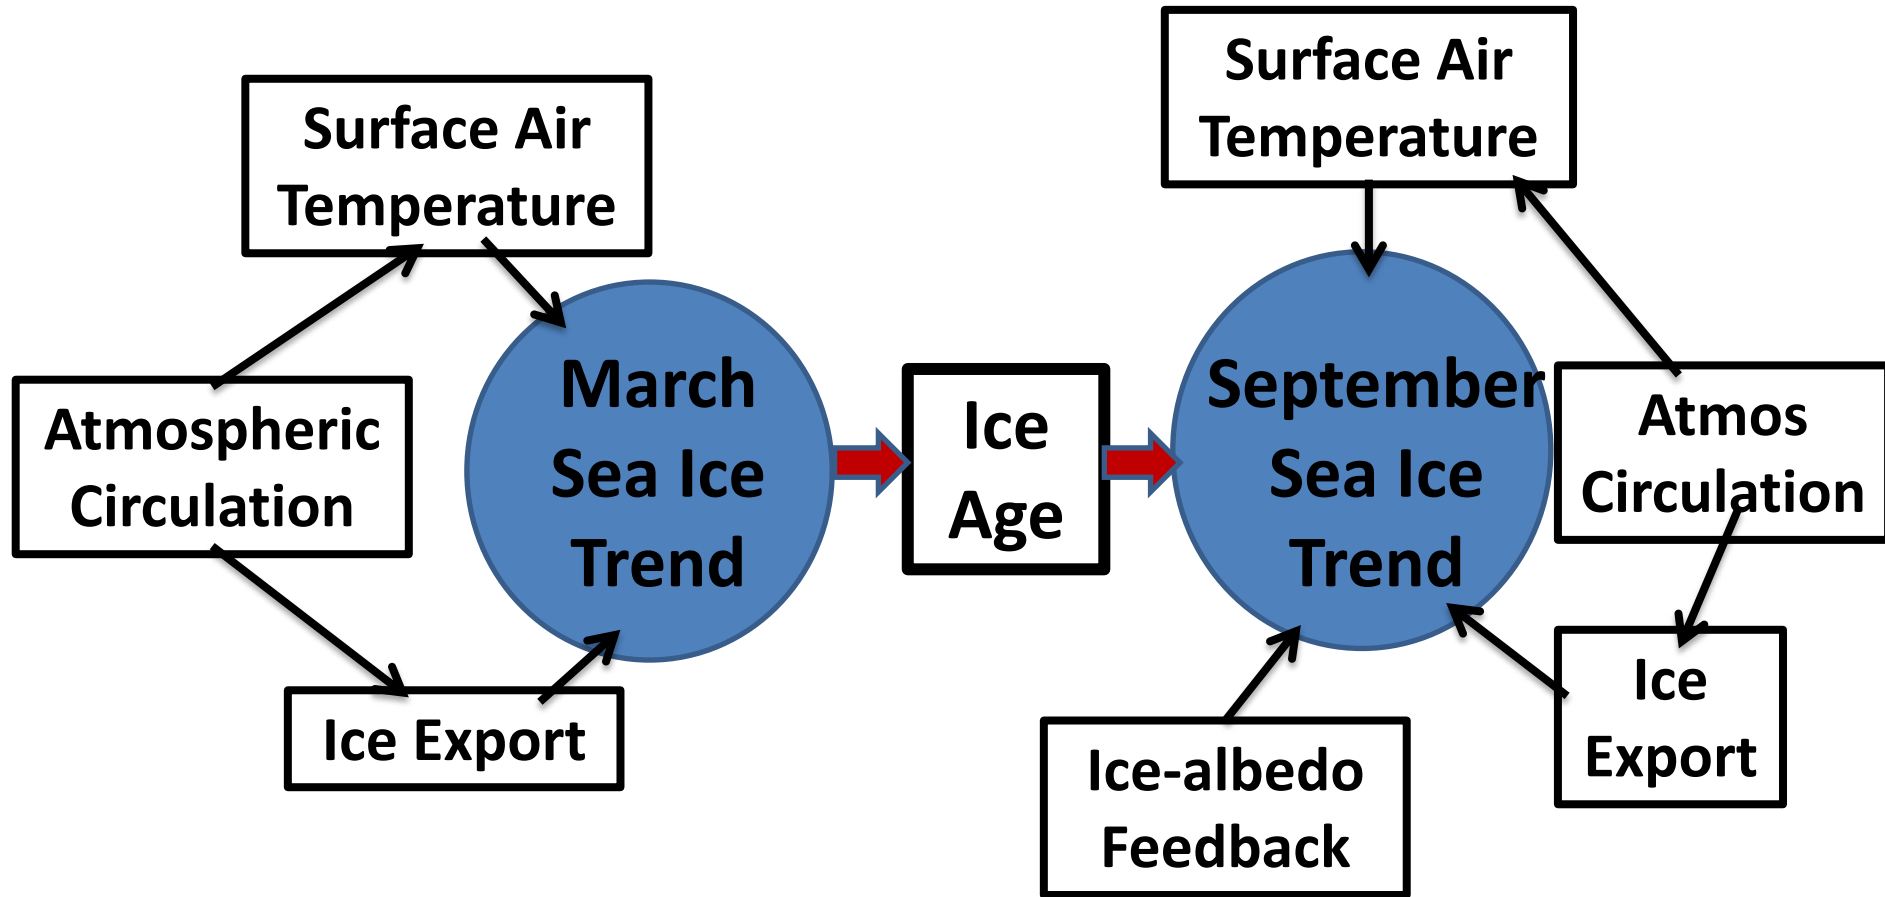 Surface Air
Temperature
Atmospheric
Circulation
Ice Export
March
Sea Ice
Trend
Ice
Age
Surface Air
Temperature
September
Sea Ice
Trend
Atmos
Circulation
Ice
Export
Ice-albedo
Feedback